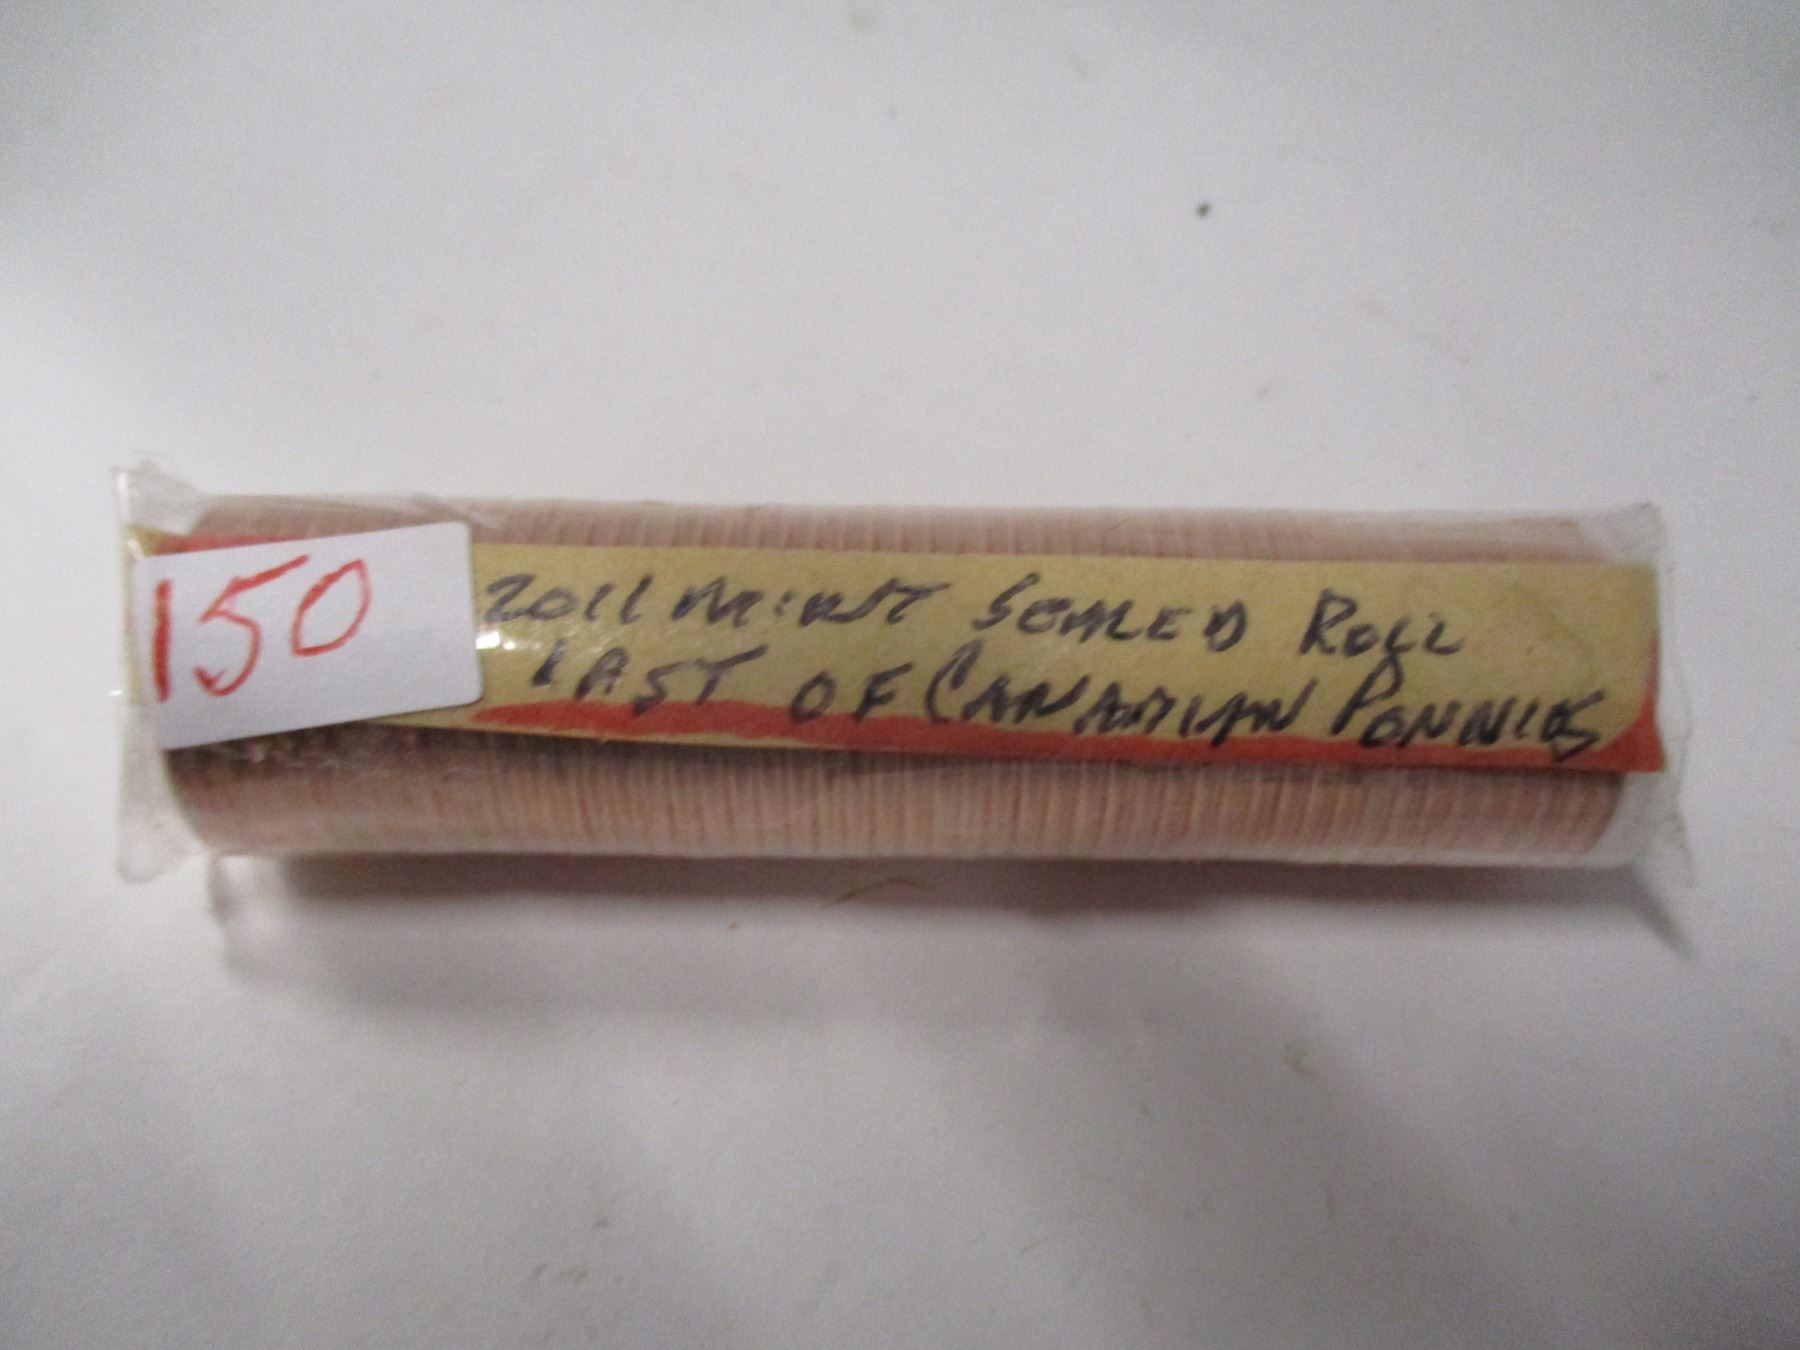 150
2011 MINT SEALED ROLL
LAST OF CANADIAN PENNIES